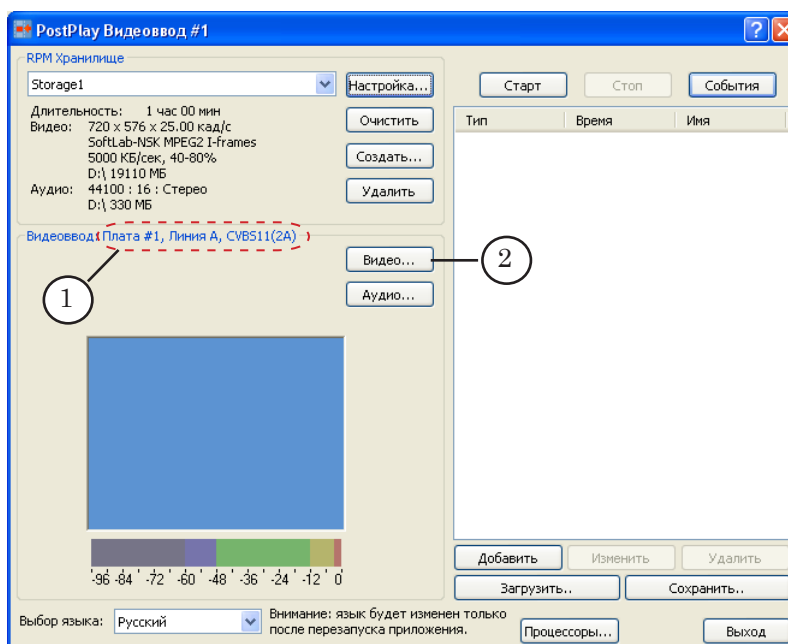 PostPlay Видеоввод #1
RPM Хранилище
Storage1
Настройка...
Длительность: 1 час 00 мин
Видео: 720 x 576 x 25.00 кад/с
SoftLab-NSK MPEG2 I-frames
5000 КБ/сек, 40-80%
D:\ 19110 МБ
Аудио: 44100 : 16 : Стерео
D:\ 330 МБ
Очистить
Создать...
Удалить
Видеоввод: Плата #1, Линия A, CVBS11(2A)
1
Видео...
2
Аудио...
-96 -84 -72 -60 -48 -36 -24 -12 0
Выбор языка: Русский
Внимание: язык будет изменен только
после перезапуска приложения.
Старт Стоп События
Тип Время Имя
Добавить Изменить Удалить
Загрузить.. Сохранить..
Процессоры... Выход